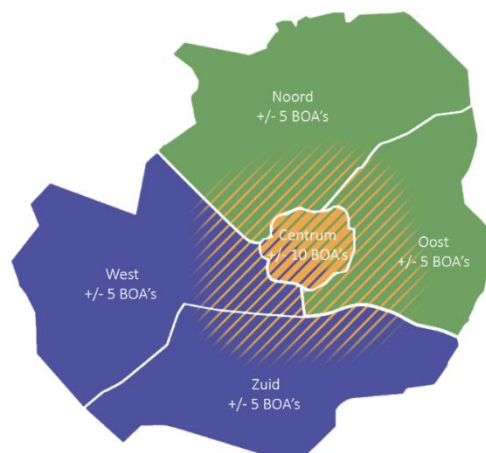 Noord
+/- 5 BOA's
Centrum
+/- 10 BOA's
Oost
+/- 5 BOA's
West
+/- 5 BOA's
Zuid
+/- 5 BOA's